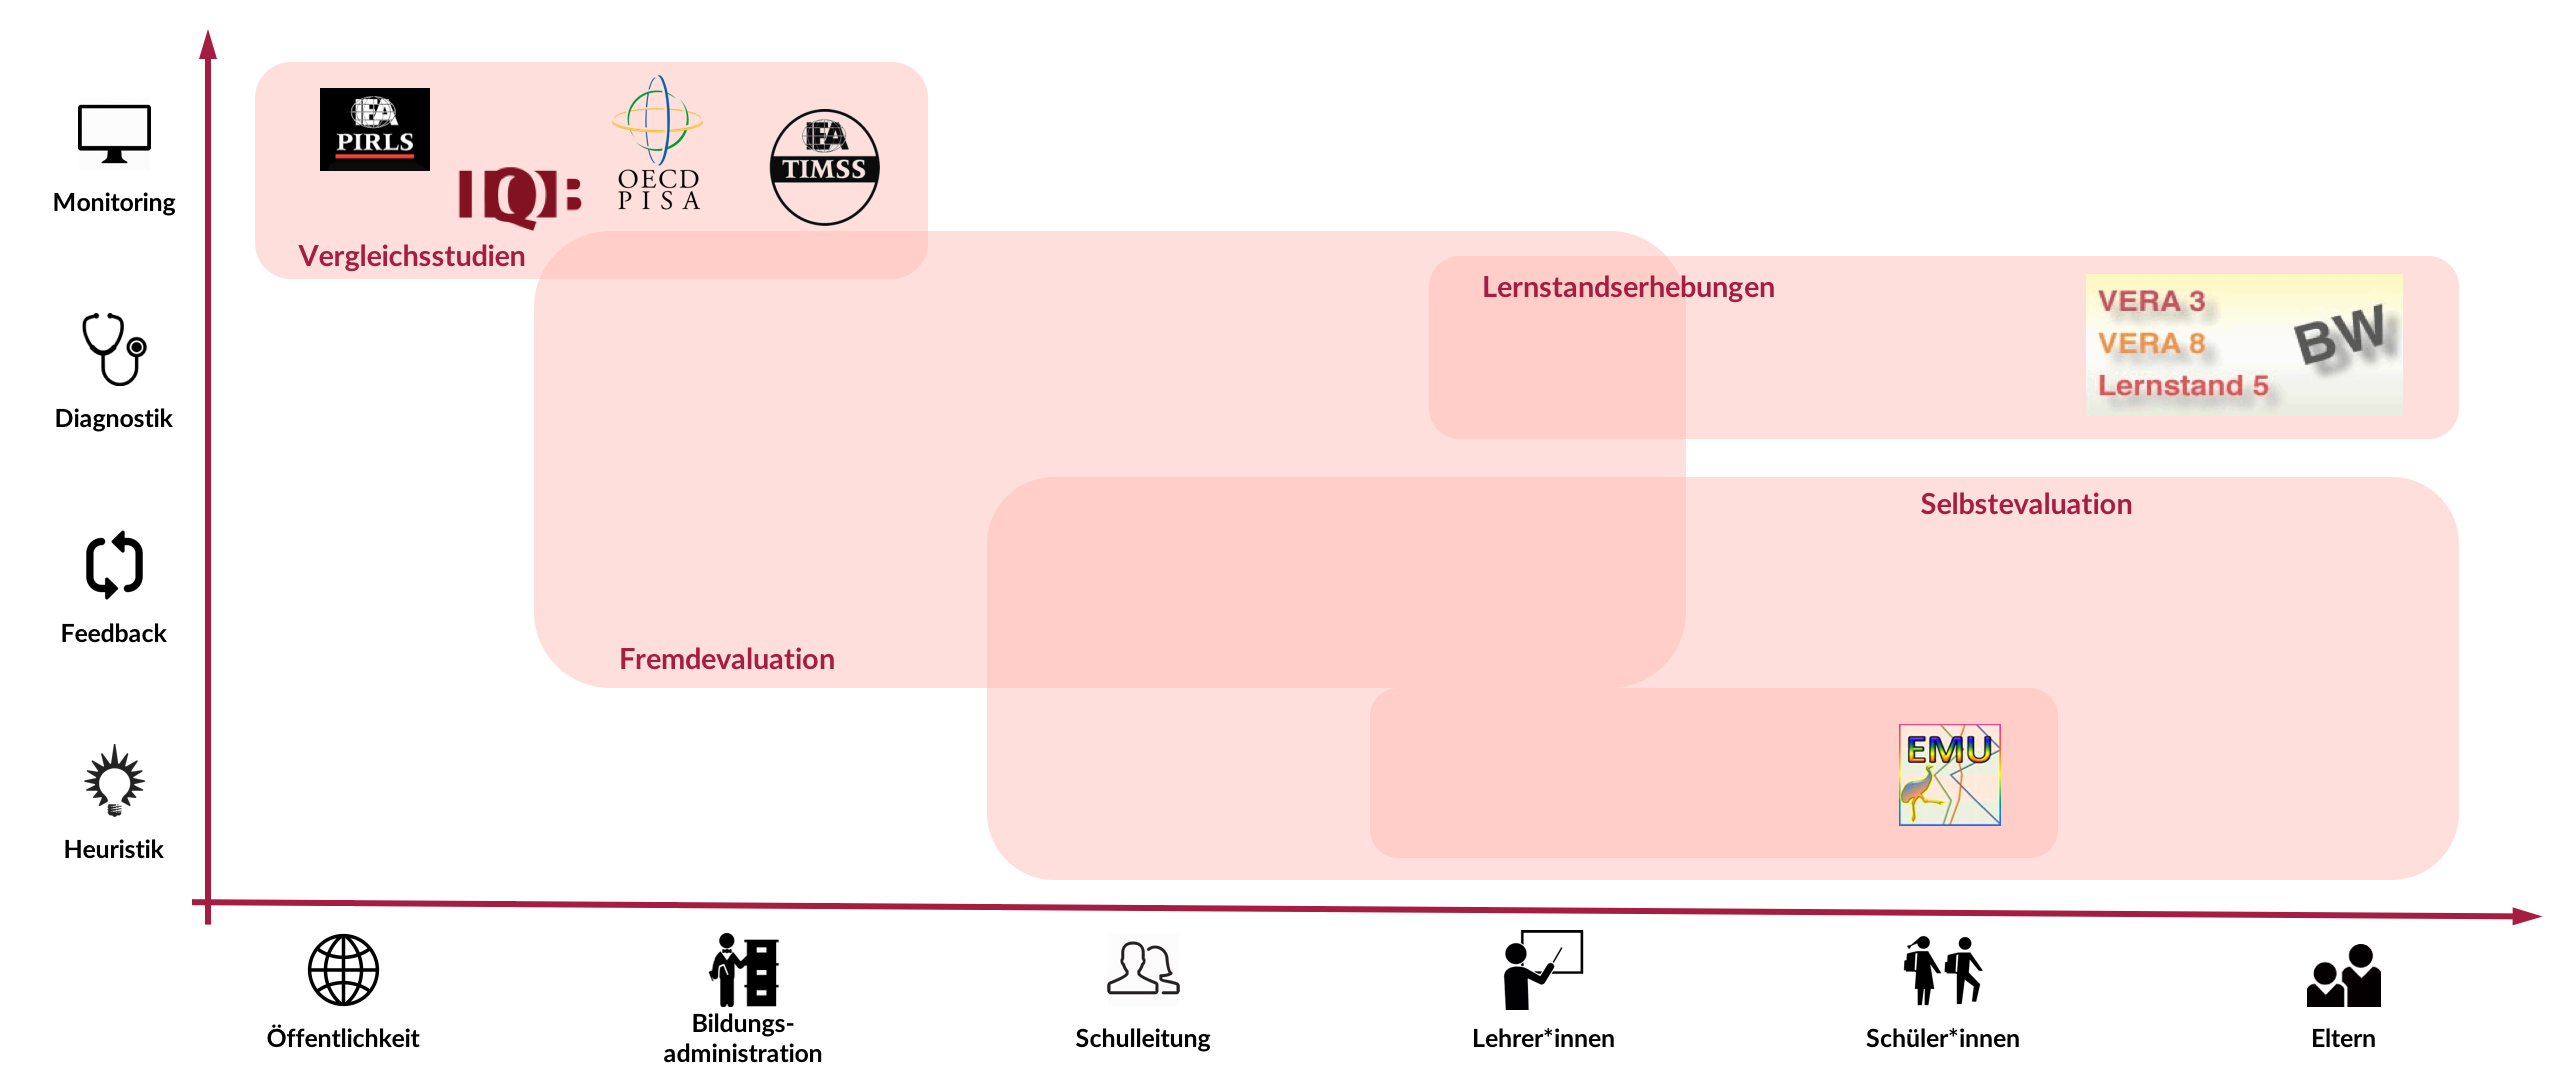 Monitoring
Diagnostik
Feedback
Heuristik
IEA
PIRLS
IQB
OECD
PISA
IEA
TIMSS
Vergleichsstudien
Lernstandserhebungen
VERA 3
VERA 8
Lernstand 5
BW
Selbstevaluation
Fremdevaluation
EMU
Öffentlichkeit
Bildungs-
administration
Schulleitung
Lehrer*innen
Schüler*innen
Eltern